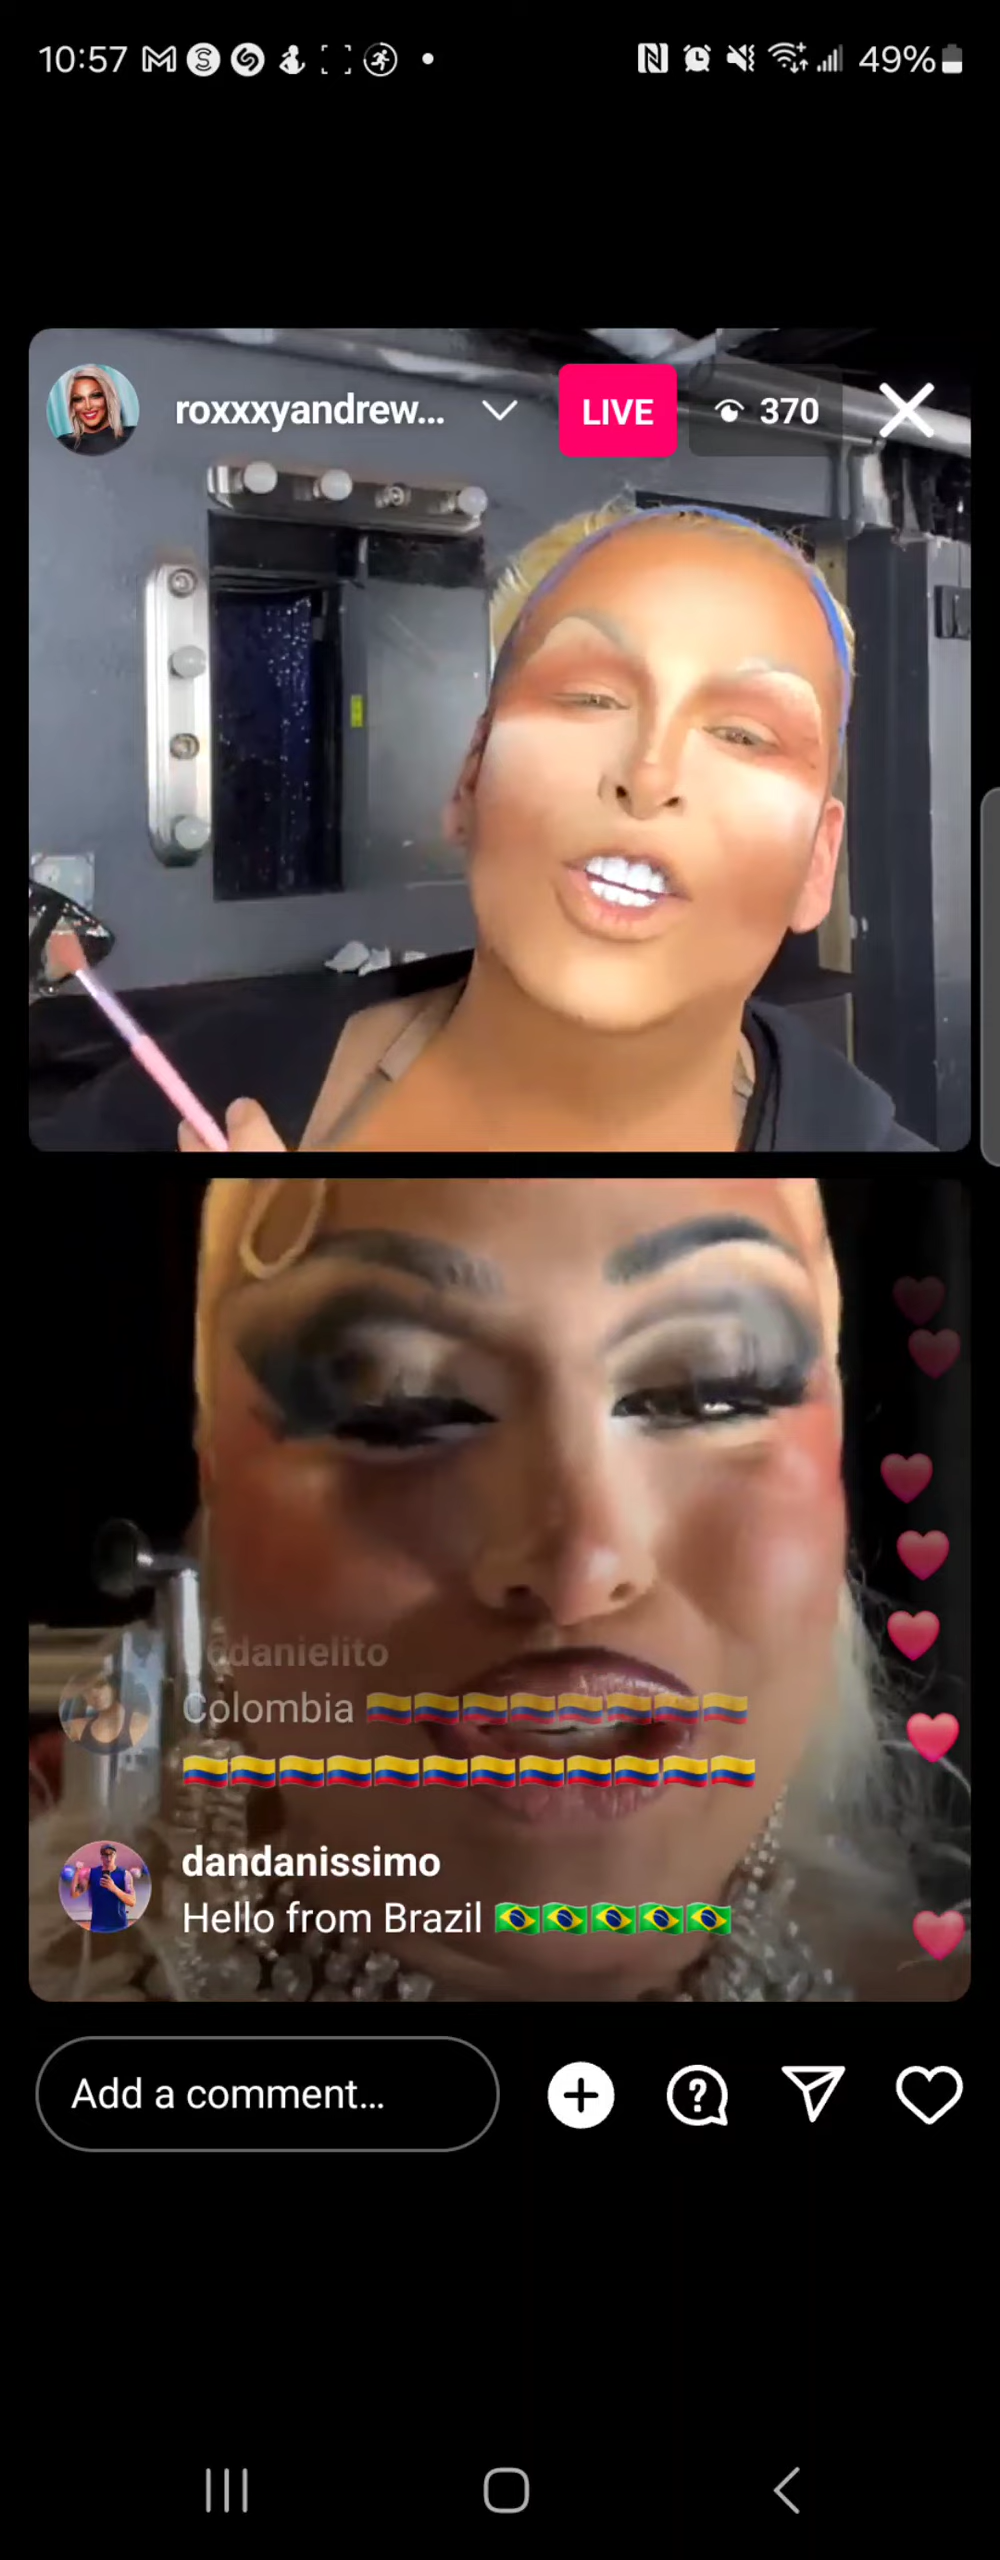 10:57
49%
roxxxyandrew...
LIVE
370
danielito
Colombia 🇨🇴🇨🇴🇨🇴🇨🇴🇨🇴🇨🇴🇨🇴🇨🇴
🇨🇴🇨🇴🇨🇴🇨🇴🇨🇴🇨🇴🇨🇴🇨🇴🇨🇴🇨🇴🇨🇴🇨🇴
dandanissimo
Hello from Brazil 🇧🇷🇧🇷🇧🇷🇧🇷🇧🇷
Add a comment...